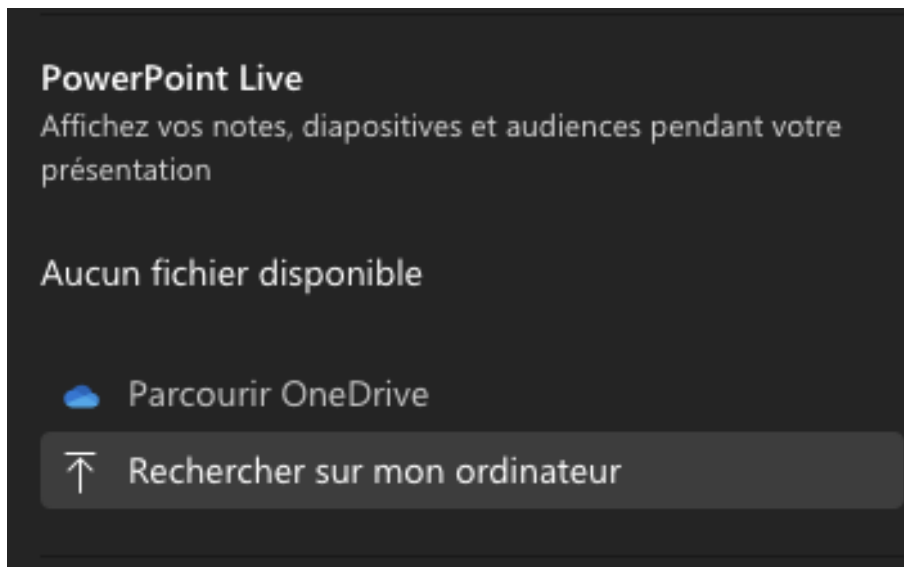 PowerPoint Live
Affichez vos notes, diapositives et audiences pendant votre
présentation
Aucun fichier disponible
Parcourir OneDrive
Rechercher sur mon ordinateur